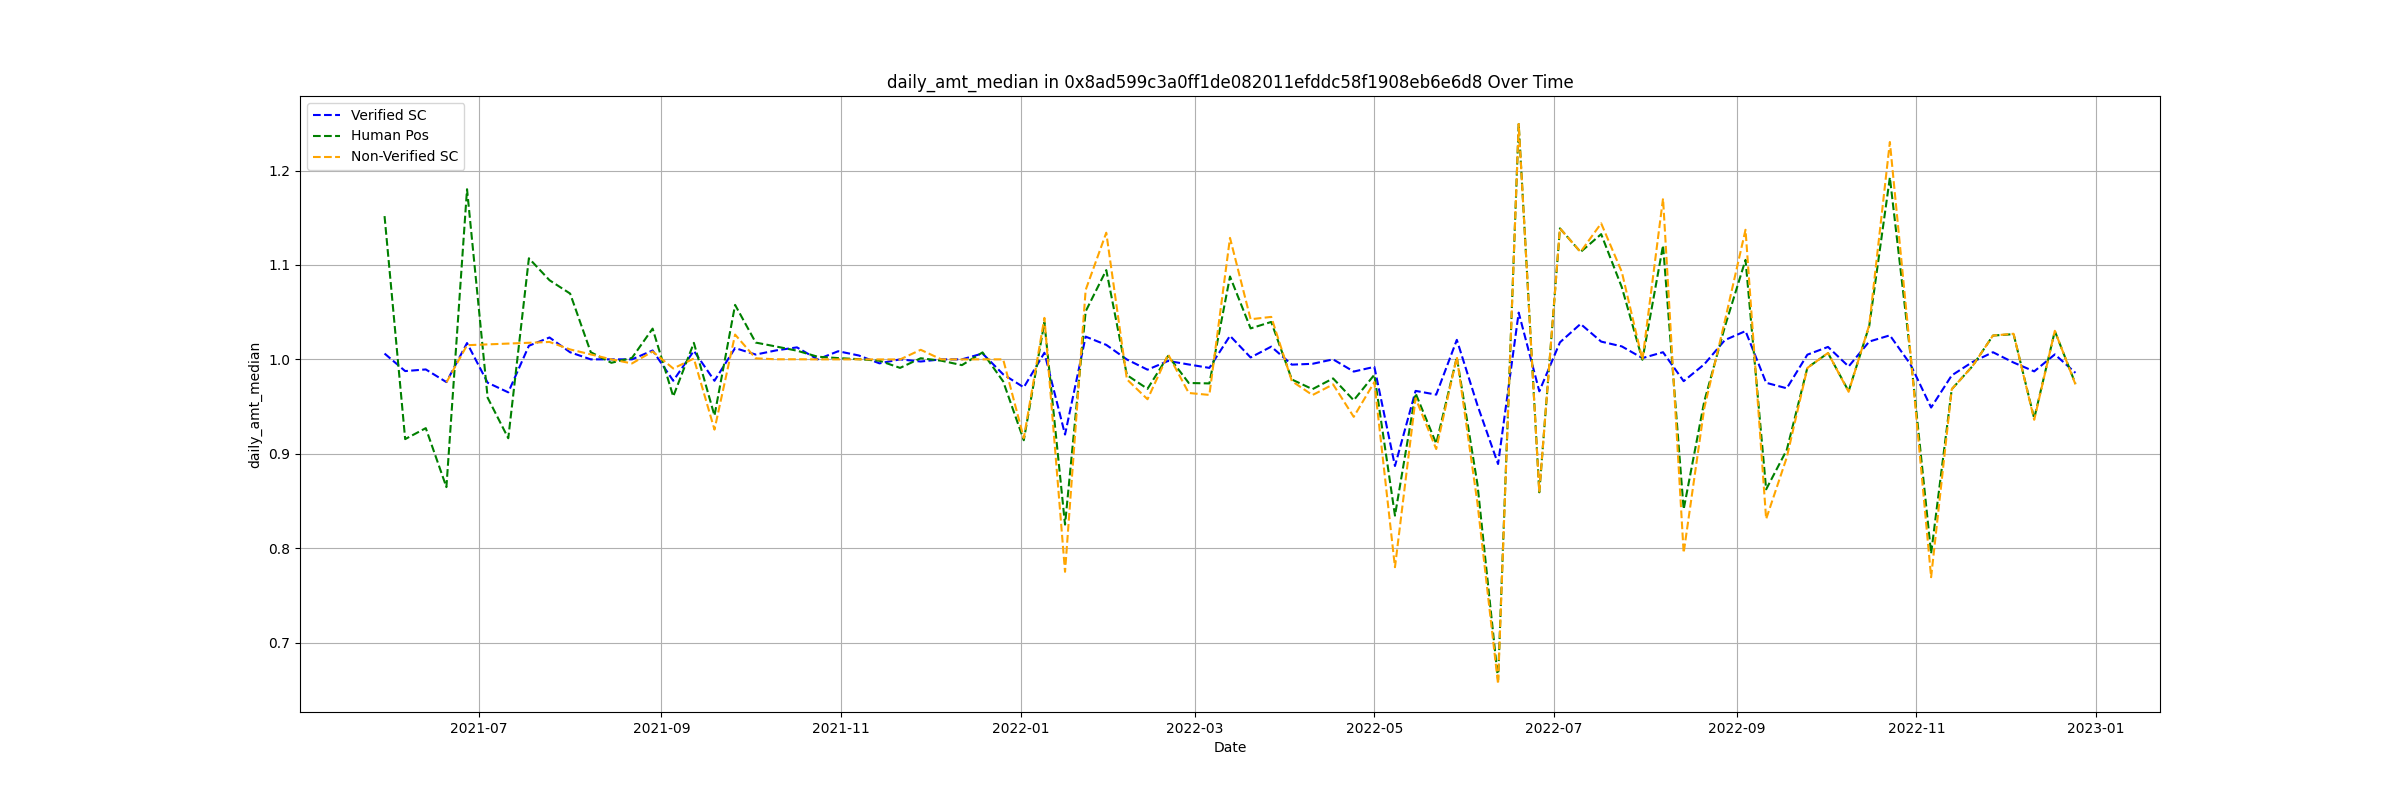 daily_amt_median in 0x8ad599c3a0ff1de082011efddc58f1908eb6e6d8 Over Time
Verified SC
Human Pos
Non-Verified SC
daily_amt_median
1.2
1.1
1.0
0.9
0.8
0.7
2021-07 2021-09 2021-11 2022-01 2022-03 2022-05 2022-07 2022-09 2022-11 2023-01
Date